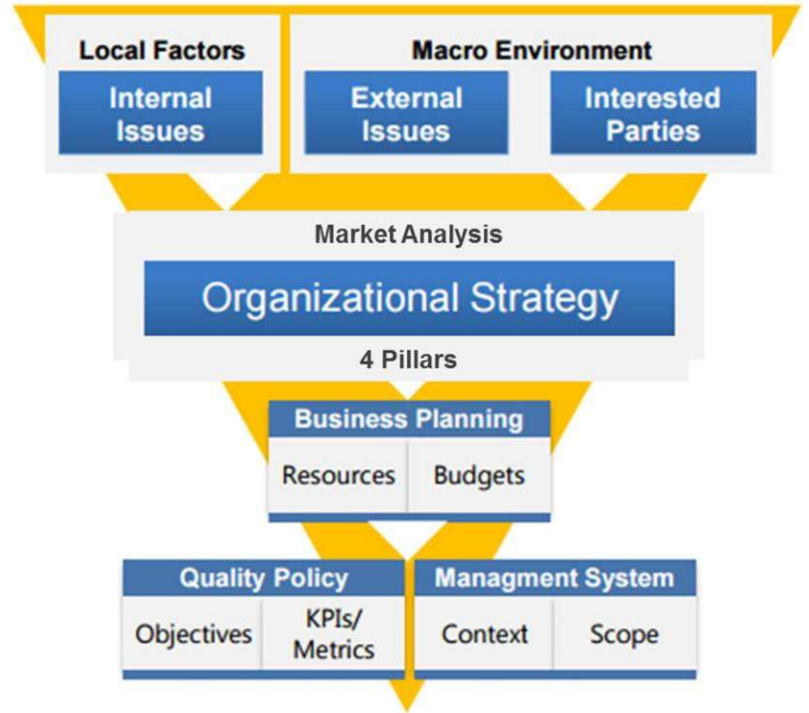 Local Factors
Macro Environment
Internal
Issues
External
Issues
Interested
Parties
Market Analysis
Organizational Strategy
4 Pillars
Business Planning
Resources
Budgets
Quality Policy
Managment System
Objectives
KPIs/
Metrics
Context
Scope